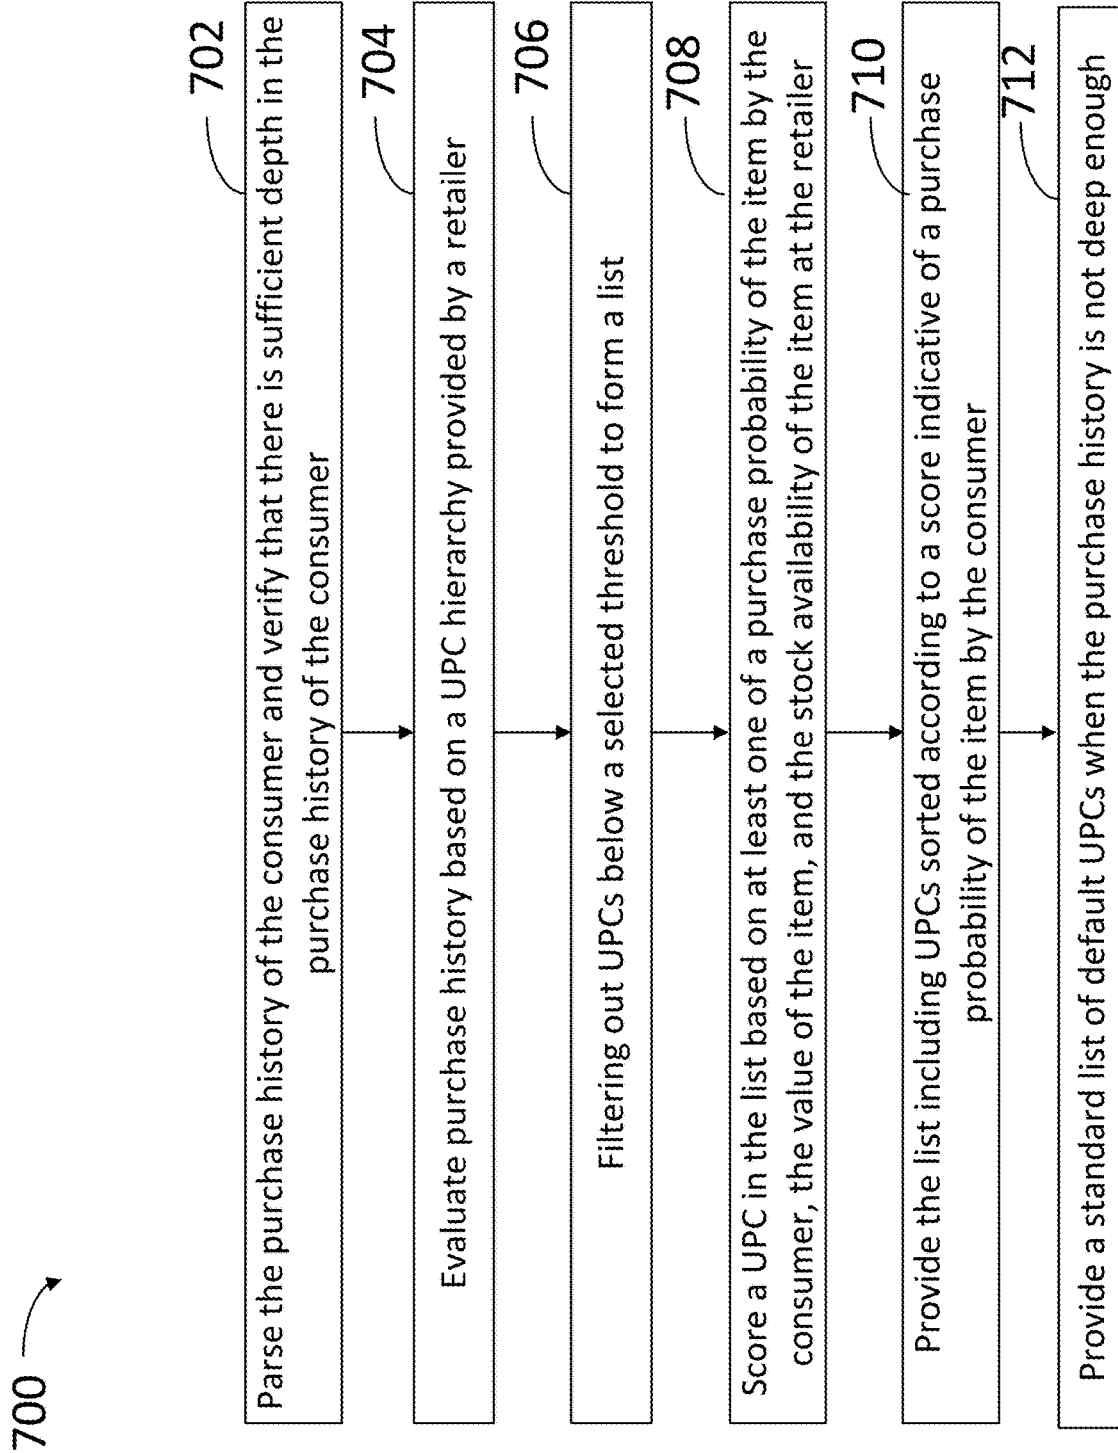 700
702
Parse the purchase history of the consumer and verify that there is sufficient depth in the
purchase history of the consumer
704
Evaluate purchase history based on a UPC hierarchy provided by a retailer
706
Filtering out UPCs below a selected threshold to form a list
708
Score a UPC in the list based on at least one of a purchase probability of the item by the
consumer, the value of the item, and the stock availability of the item at the retailer
710
Provide the list including UPCs sorted according to a score indicative of a purchase
probability of the item by the consumer
712
Provide a standard list of default UPCs when the purchase history is not deep enough